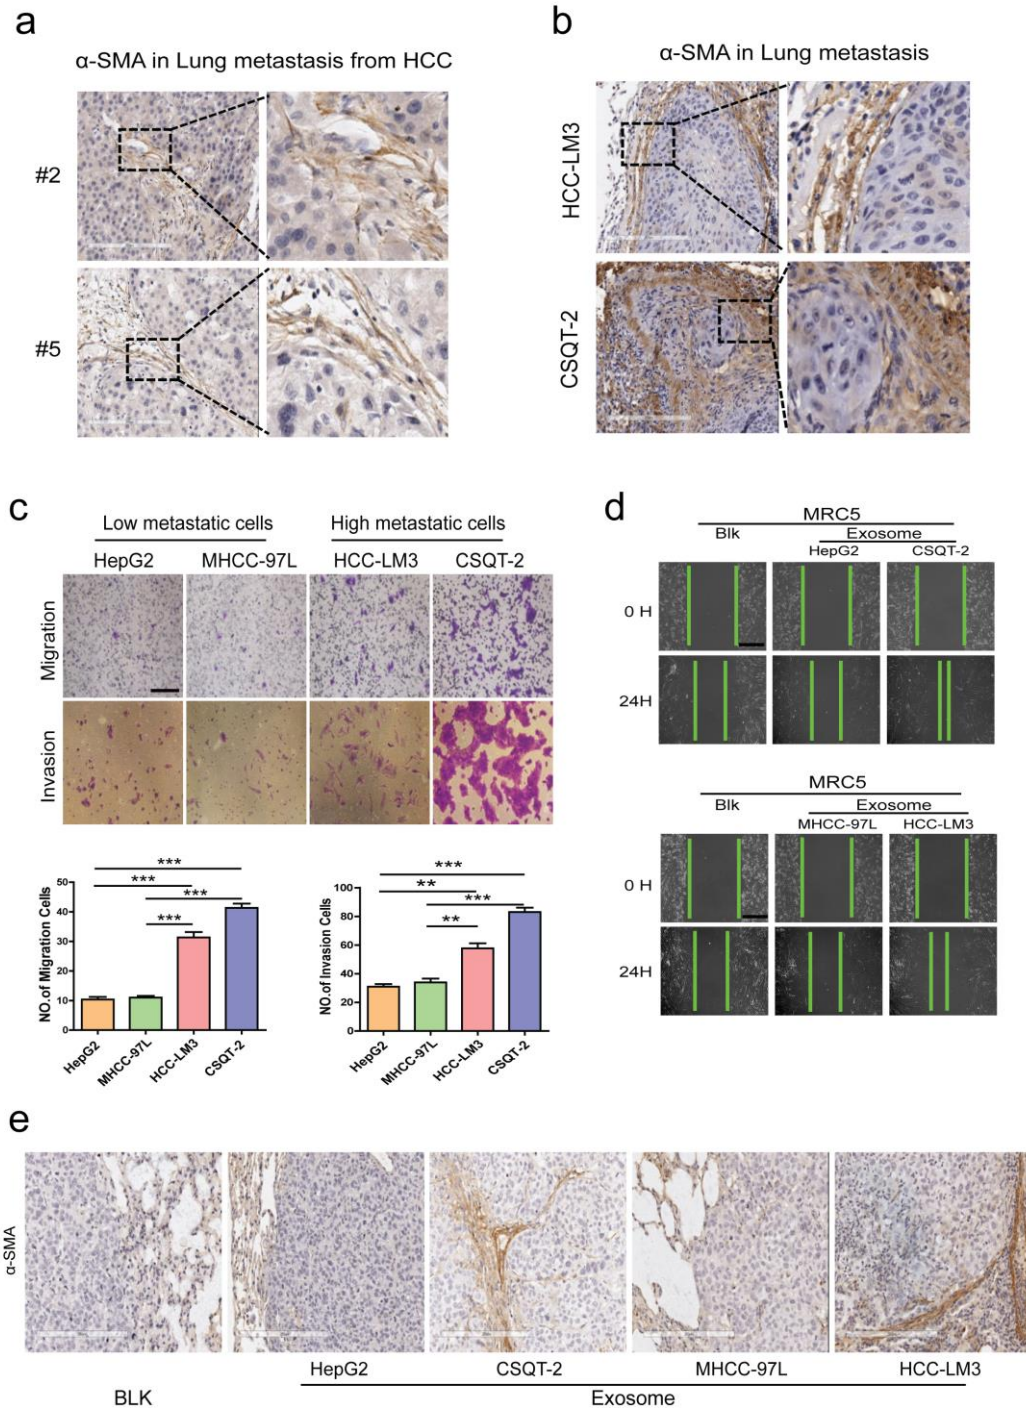 a
α-SMA in Lung metastasis from HCC
#2
#5
b
α-SMA in Lung metastasis
HCC-LM3
CSQT-2
c
Low metastatic cells High metastatic cells
HepG2 MHCC-97L HCC-LM3 CSQT-2
Migration
Invasion
NO.of Migration Cells
50
40
30
20
10
0
***
***
***
***
HepG2 MHCC-97L HCC-LM3 CSQT-2
NO.of Invasion Cells
100
80
60
40
20
0
***
**
***
**
HepG2 MHCC-97L HCC-LM3 CSQT-2
d
MRC5
Blk Exosome
HepG2 CSQT-2
0 H
24H
MRC5
Blk Exosome
MHCC-97L HCC-LM3
0 H
24H
e
α-SMA
HepG2 CSQT-2 MHCC-97L HCC-LM3
BLK Exosome